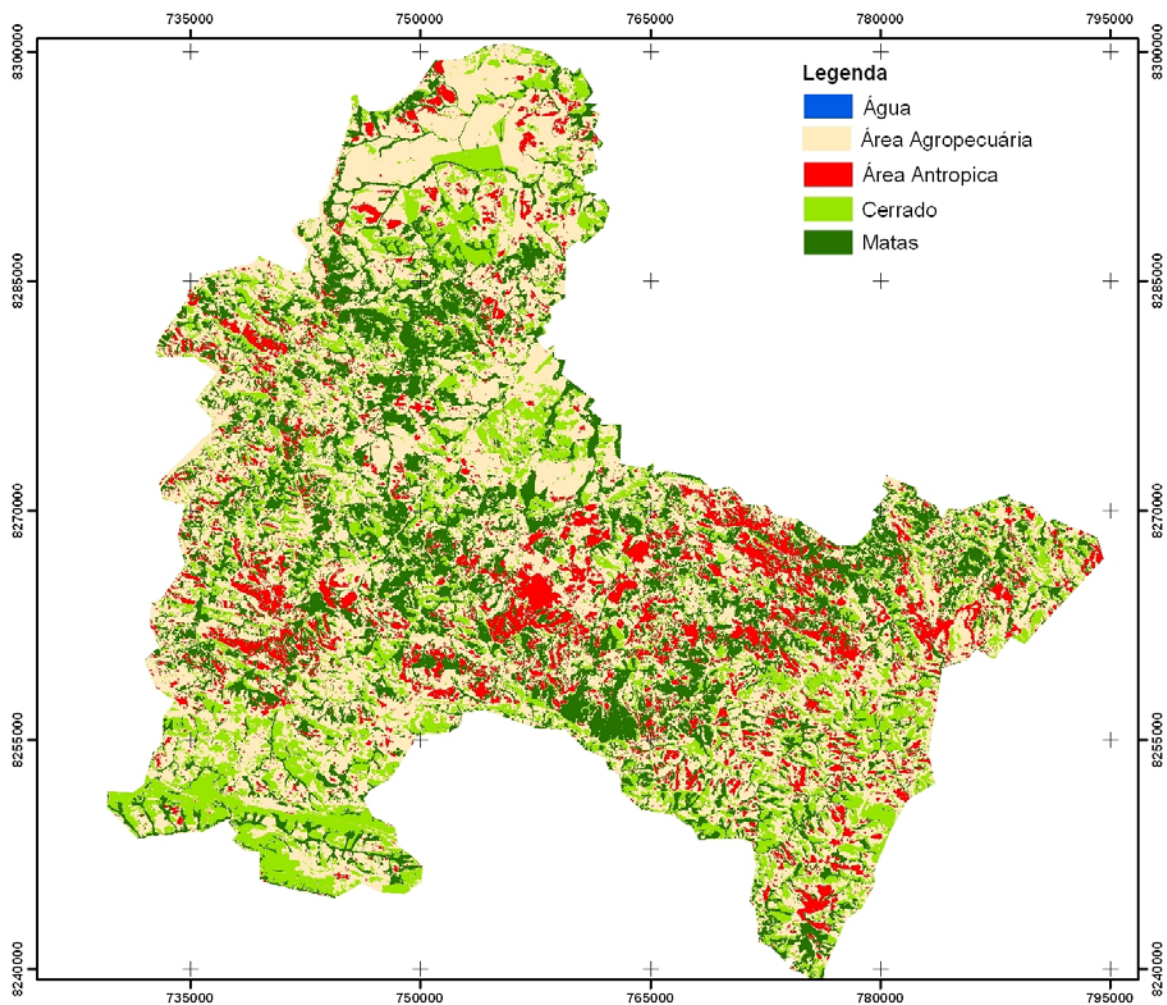 735000 750000 765000 780000 795000
8300000 8300000
Legenda
Água
Área Agropecuária
Área Antropica
Cerrado
Matas
8285000 8285000
8270000 8270000
8255000 8255000
8240000 8240000
735000 750000 765000 780000 795000